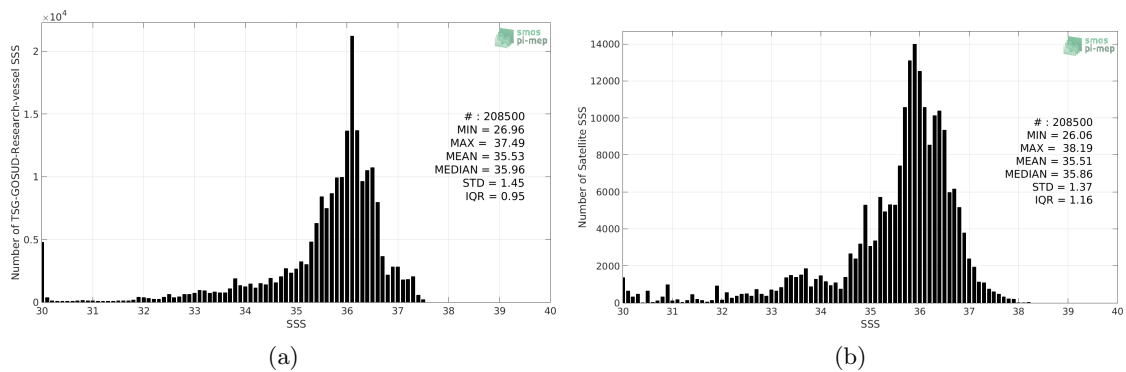 ×10⁴
2
1.5
1
0.5
0
Number of TSG-GOSUD-Research-vessel SSS
smos
pi-mep
# : 208500
MIN = 26.96
MAX = 37.49
MEAN = 35.53
MEDIAN = 35.96
STD = 1.45
IQR = 0.95
30 31 32 33 34 35 36 37 38 39 40
SSS
(a)
14000
12000
10000
8000
6000
4000
2000
0
Number of Satellite SSS
smos
pi-mep
# : 208500
MIN = 26.06
MAX = 38.19
MEAN = 35.51
MEDIAN = 35.86
STD = 1.37
IQR = 1.16
30 31 32 33 34 35 36 37 38 39 40
SSS
(b)